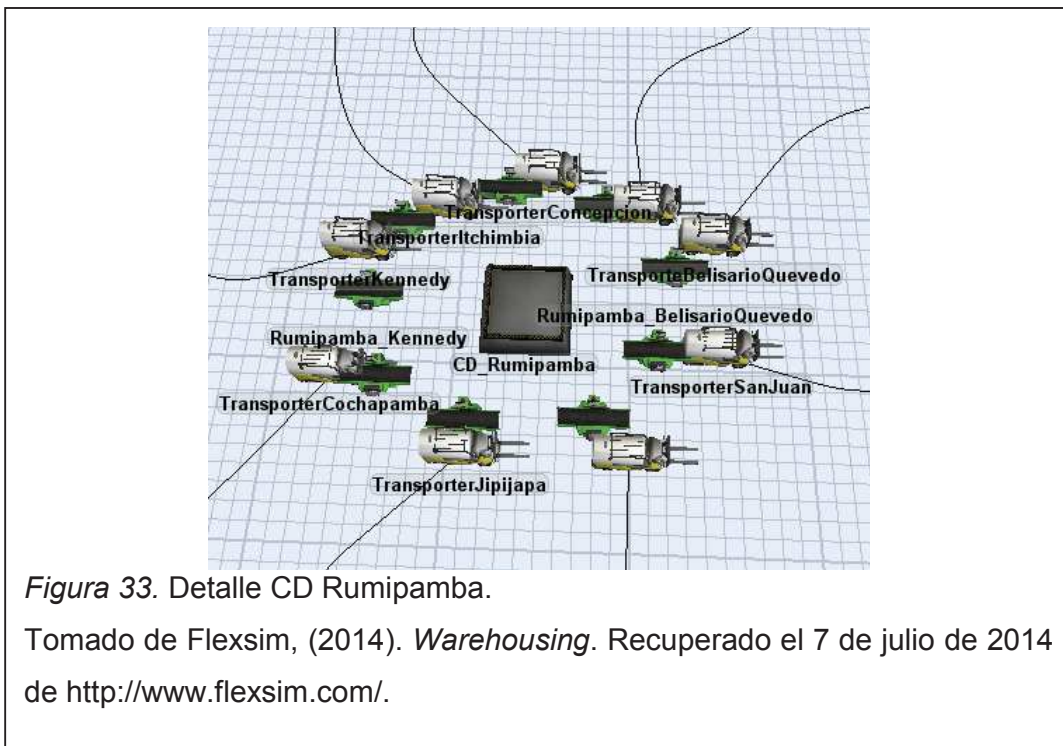 TransporterConcepcion
TransporterItchimbia
TransporterKennedy
TransporteBelisarioQuevedo
Rumipamba_BelisarioQuevedo
Rumipamba_Kennedy
CD_Rumipamba
TransporterSanJuan
TransporterCochapamba
TransporterJipijapa
Figura 33. Detalle CD Rumipamba.
Tomado de Flexsim, (2014). Warehousing. Recuperado el 7 de julio de 2014
de http://www.flexsim.com/.